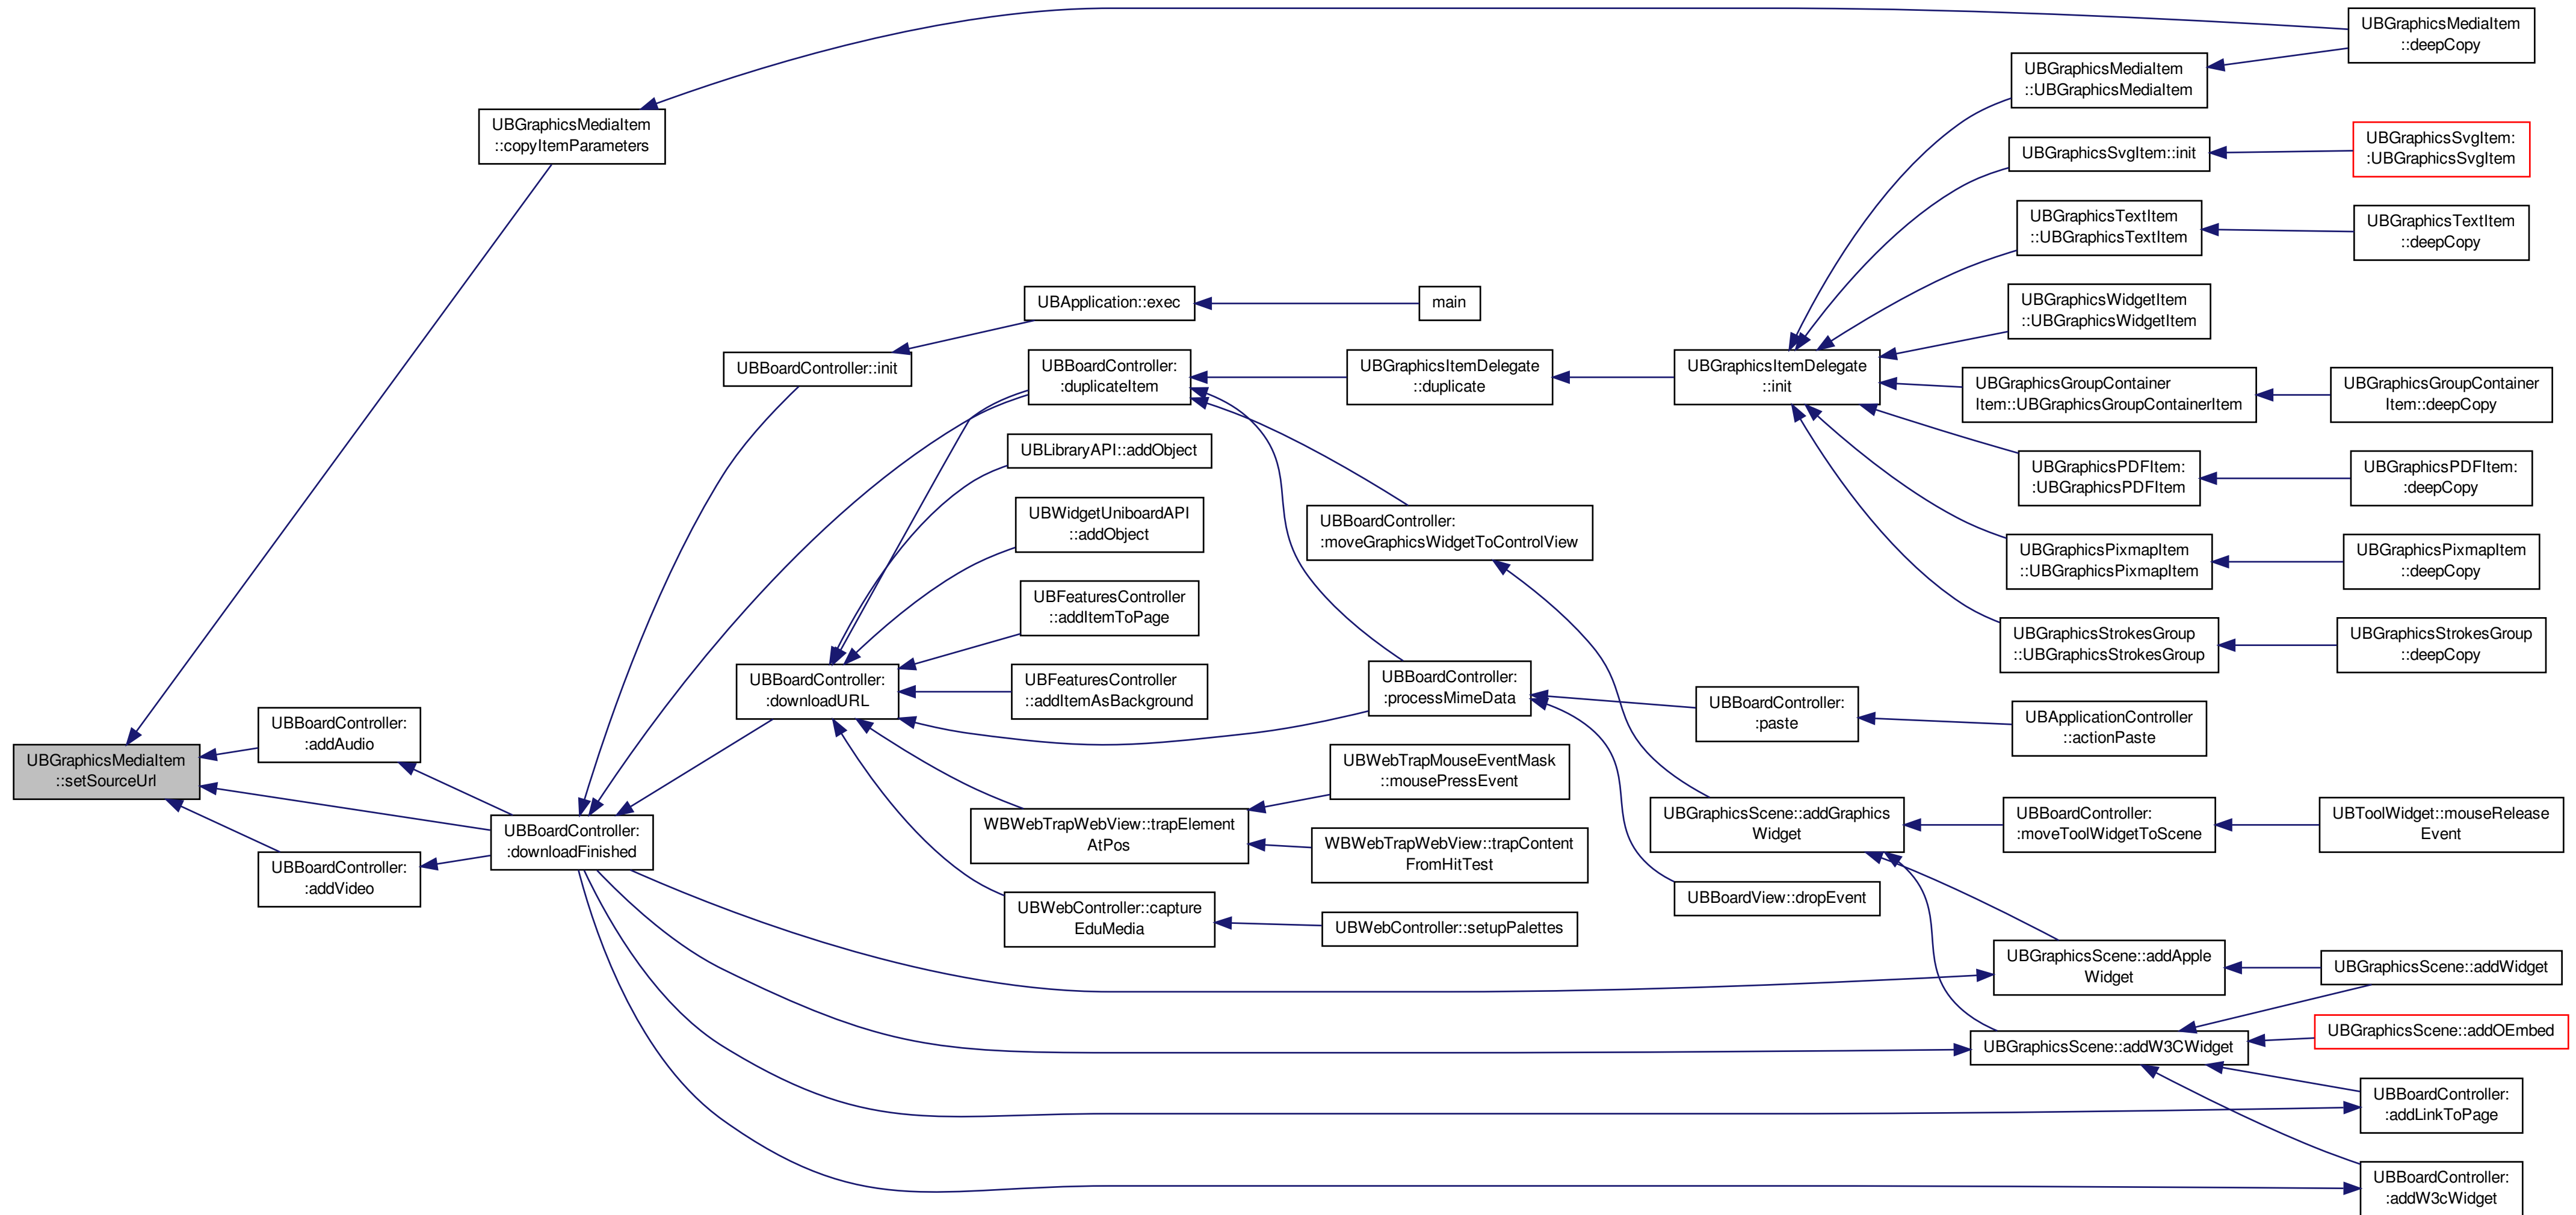 UBGraphicsMediaItem
::setSourceUrl
UBGraphicsMediaItem
::copyItemParameters
UBGraphicsMediaItem
::deepCopy
UBBoardController:
:addAudio
UBBoardController:
:downloadFinished
UBBoardController:
:addVideo
UBBoardController::init
UBApplication::exec
main
UBBoardController:
:duplicateItem
UBGraphicsItemDelegate
::duplicate
UBGraphicsItemDelegate
::init
UBGraphicsMediaItem
::UBGraphicsMediaItem
UBGraphicsSvgItem::init
UBGraphicsSvgItem:
:UBGraphicsSvgItem
UBGraphicsTextItem
::UBGraphicsTextItem
UBGraphicsTextItem
::deepCopy
UBGraphicsWidgetItem
::UBGraphicsWidgetItem
UBGraphicsGroupContainer
Item::UBGraphicsGroupContainerItem
UBGraphicsGroupContainer
Item::deepCopy
UBGraphicsPDFItem:
:UBGraphicsPDFItem
UBGraphicsPDFItem:
:deepCopy
UBGraphicsPixmapItem
::UBGraphicsPixmapItem
UBGraphicsPixmapItem
::deepCopy
UBGraphicsStrokesGroup
::UBGraphicsStrokesGroup
UBGraphicsStrokesGroup
::deepCopy
UBLibraryAPI::addObject
UBWidgetUniboardAPI
::addObject
UBFeaturesController
::addItemToPage
UBBoardController:
:downloadURL
UBFeaturesController
::addItemAsBackground
UBBoardController:
:moveGraphicsWidgetToControlView
UBBoardController:
:processMimeData
UBBoardController:
:paste
UBApplicationController
::actionPaste
UBWebTrapMouseEventMask
::mousePressEvent
WBWebTrapWebView::trapElement
AtPos
WBWebTrapWebView::trapContent
FromHitTest
UBWebController::capture
EduMedia
UBWebController::setupPalettes
UBGraphicsScene::addGraphics
Widget
UBBoardController:
:moveToolWidgetToScene
UBToolWidget::mouseRelease
Event
UBBoardView::dropEvent
UBGraphicsScene::addApple
Widget
UBGraphicsScene::addWidget
UBGraphicsScene::addW3CWidget
UBGraphicsScene::addOEmbed
UBBoardController:
:addLinkToPage
UBBoardController:
:addW3cWidget